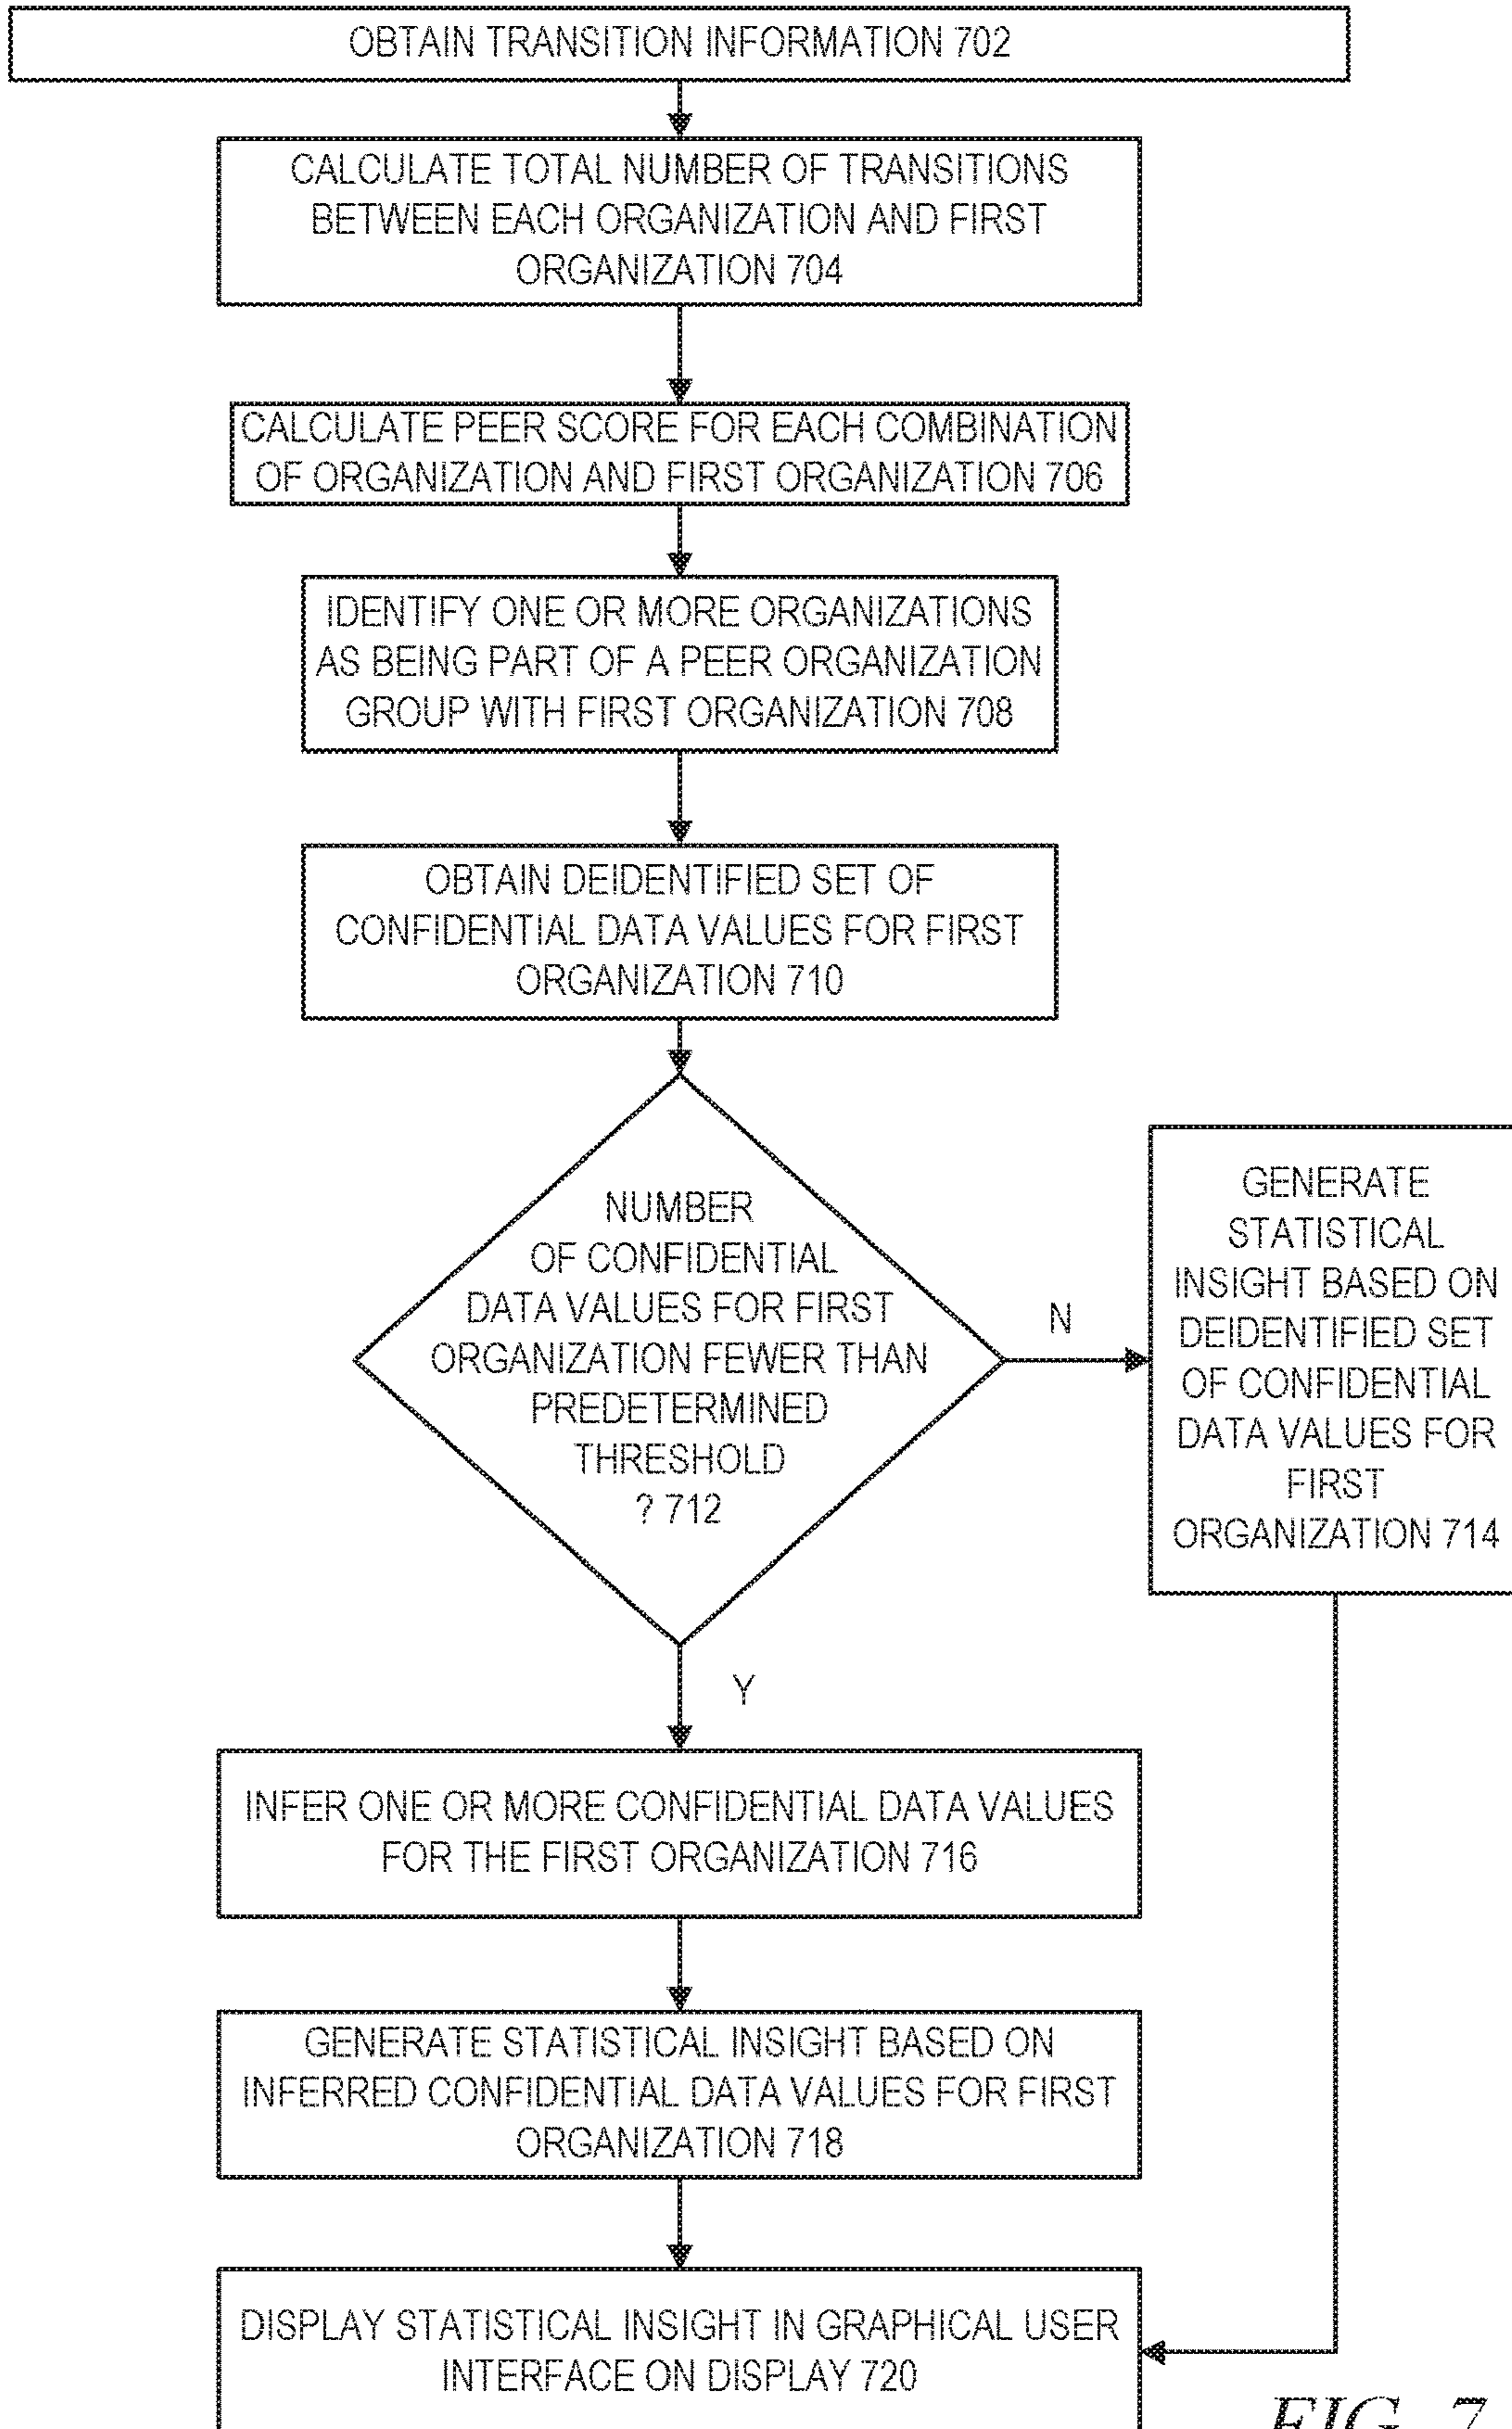 OBTAIN TRANSITION INFORMATION 702
CALCULATE TOTAL NUMBER OF TRANSITIONS
BETWEEN EACH ORGANIZATION AND FIRST
ORGANIZATION 704
CALCULATE PEER SCORE FOR EACH COMBINATION
OF ORGANIZATION AND FIRST ORGANIZATION 706
IDENTIFY ONE OR MORE ORGANIZATIONS
AS BEING PART OF A PEER ORGANIZATION
GROUP WITH FIRST ORGANIZATION 708
OBTAIN DEIDENTIFIED SET OF
CONFIDENTIAL DATA VALUES FOR FIRST
ORGANIZATION 710
NUMBER
OF CONFIDENTIAL
DATA VALUES FOR FIRST
ORGANIZATION FEWER THAN
PREDETERMINED
THRESHOLD
? 712
N
GENERATE
STATISTICAL
INSIGHT BASED ON
DEIDENTIFIED SET
OF CONFIDENTIAL
DATA VALUES FOR
FIRST
ORGANIZATION 714
Y
INFER ONE OR MORE CONFIDENTIAL DATA VALUES
FOR THE FIRST ORGANIZATION 716
GENERATE STATISTICAL INSIGHT BASED ON
INFERRED CONFIDENTIAL DATA VALUES FOR FIRST
ORGANIZATION 718
DISPLAY STATISTICAL INSIGHT IN GRAPHICAL USER
INTERFACE ON DISPLAY 720
FIG. 7